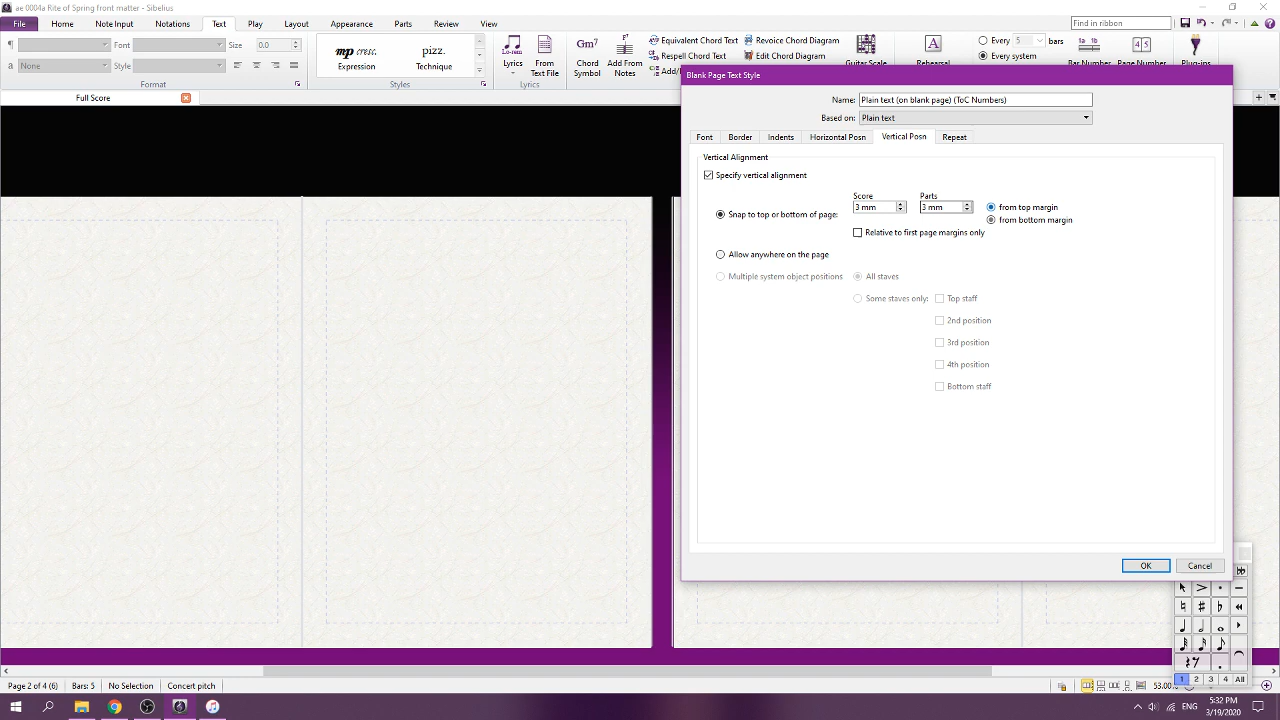 ae 0004a Rite of Spring front matter - Sibelius
File Home Note Input Notations Text Play Layout Appearance Parts Review View Find in ribbon
Font Size 0.0
None Style
Format
mp cresc. pizz.
Expression Technique
Styles
Lyrics From Text File
Lyrics
Gm7
Chord Symbol Add From Notes
Equivalent Chord Text Revoice Chord Diagram
Respell Chord Text Edit Chord Diagram
Guitar Scale
Rehearsal
Every 5 bars
Every system
Bar Number Page Number Plug-ins
Full Score
Blank Page Text Style
Name: Plain text (on blank page) (ToC Numbers)
Based on: Plain text
Font Border Indents Horizontal Posn Vertical Posn Repeat
Vertical Alignment
Specify vertical alignment
Score Parts
Snap to top or bottom of page: 3 mm 3 mm from top margin
from bottom margin
Relative to first page margins only
Allow anywhere on the page
Multiple system object positions All staves
Some staves only: Top staff
2nd position
3rd position
4th position
Bottom staff
OK Cancel
1 2 3 4 All
Page 2 of 4 (6) Bars: 5 No Selection Concert pitch
5:32 PM
ENG
3/19/2020